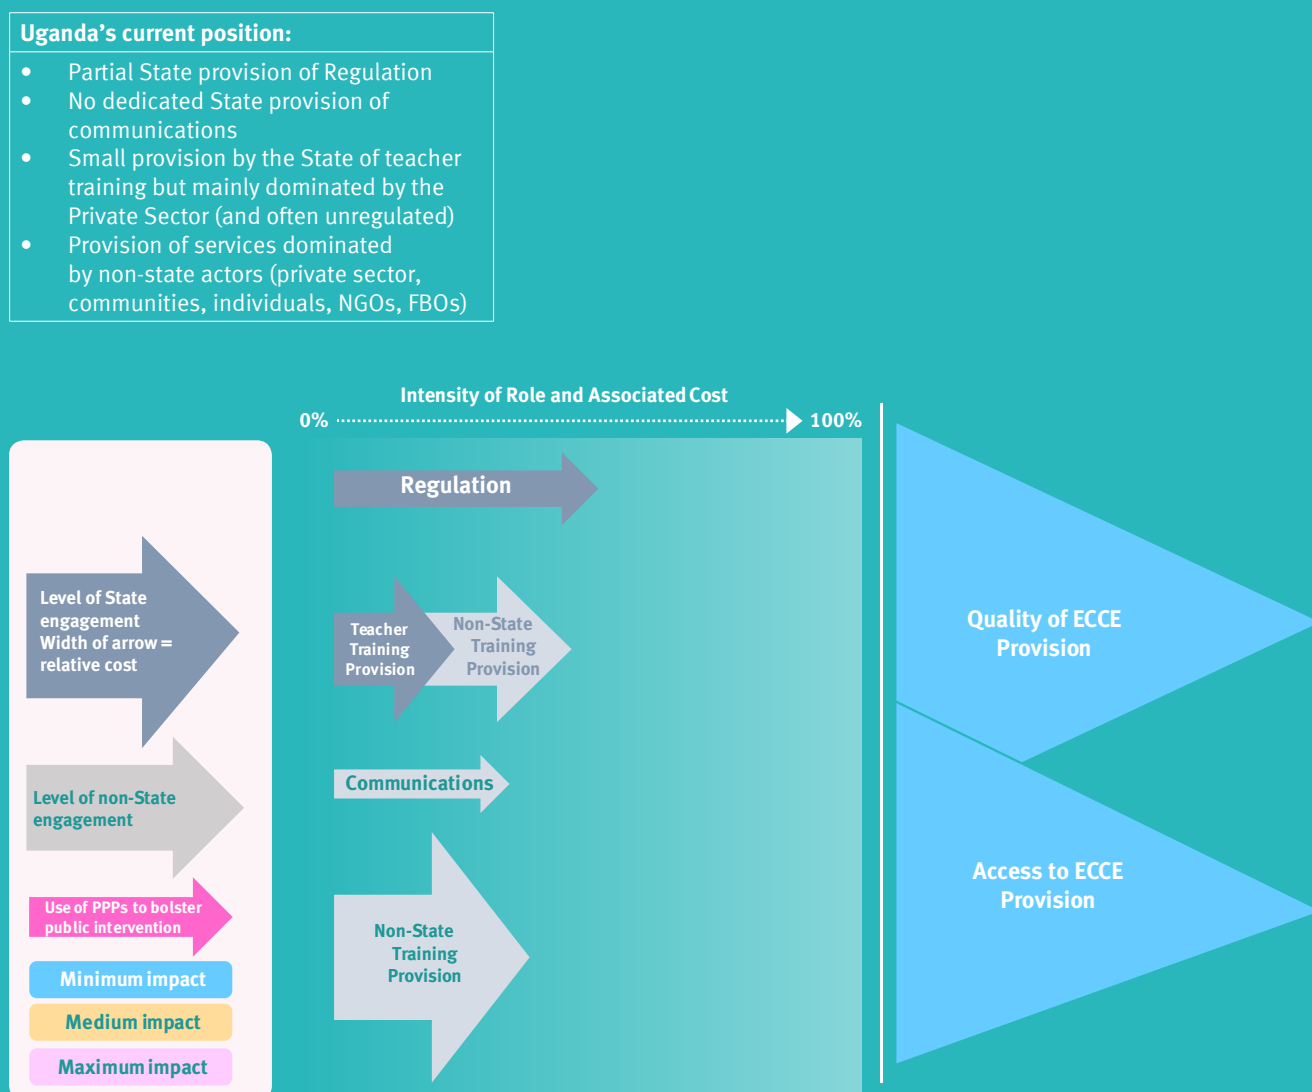 Uganda's current position:
• Partial State provision of Regulation
• No dedicated State provision of
communications
• Small provision by the State of teacher
training but mainly dominated by the
Private Sector (and often unregulated)
• Provision of services dominated
by non-state actors (private sector,
communities, individuals, NGOs, FBOs)
Intensity of Role and Associated Cost
0% 100%
Level of State
engagement
Width of arrow =
relative cost
Level of non-State
engagement
Use of PPPs to bolster
public intervention
Minimum impact
Medium impact
Maximum impact
Regulation
Teacher
Training
Provision
Non-State
Training
Provision
Communications
Non-State
Training
Provision
Quality of ECCE
Provision
Access to ECCE
Provision